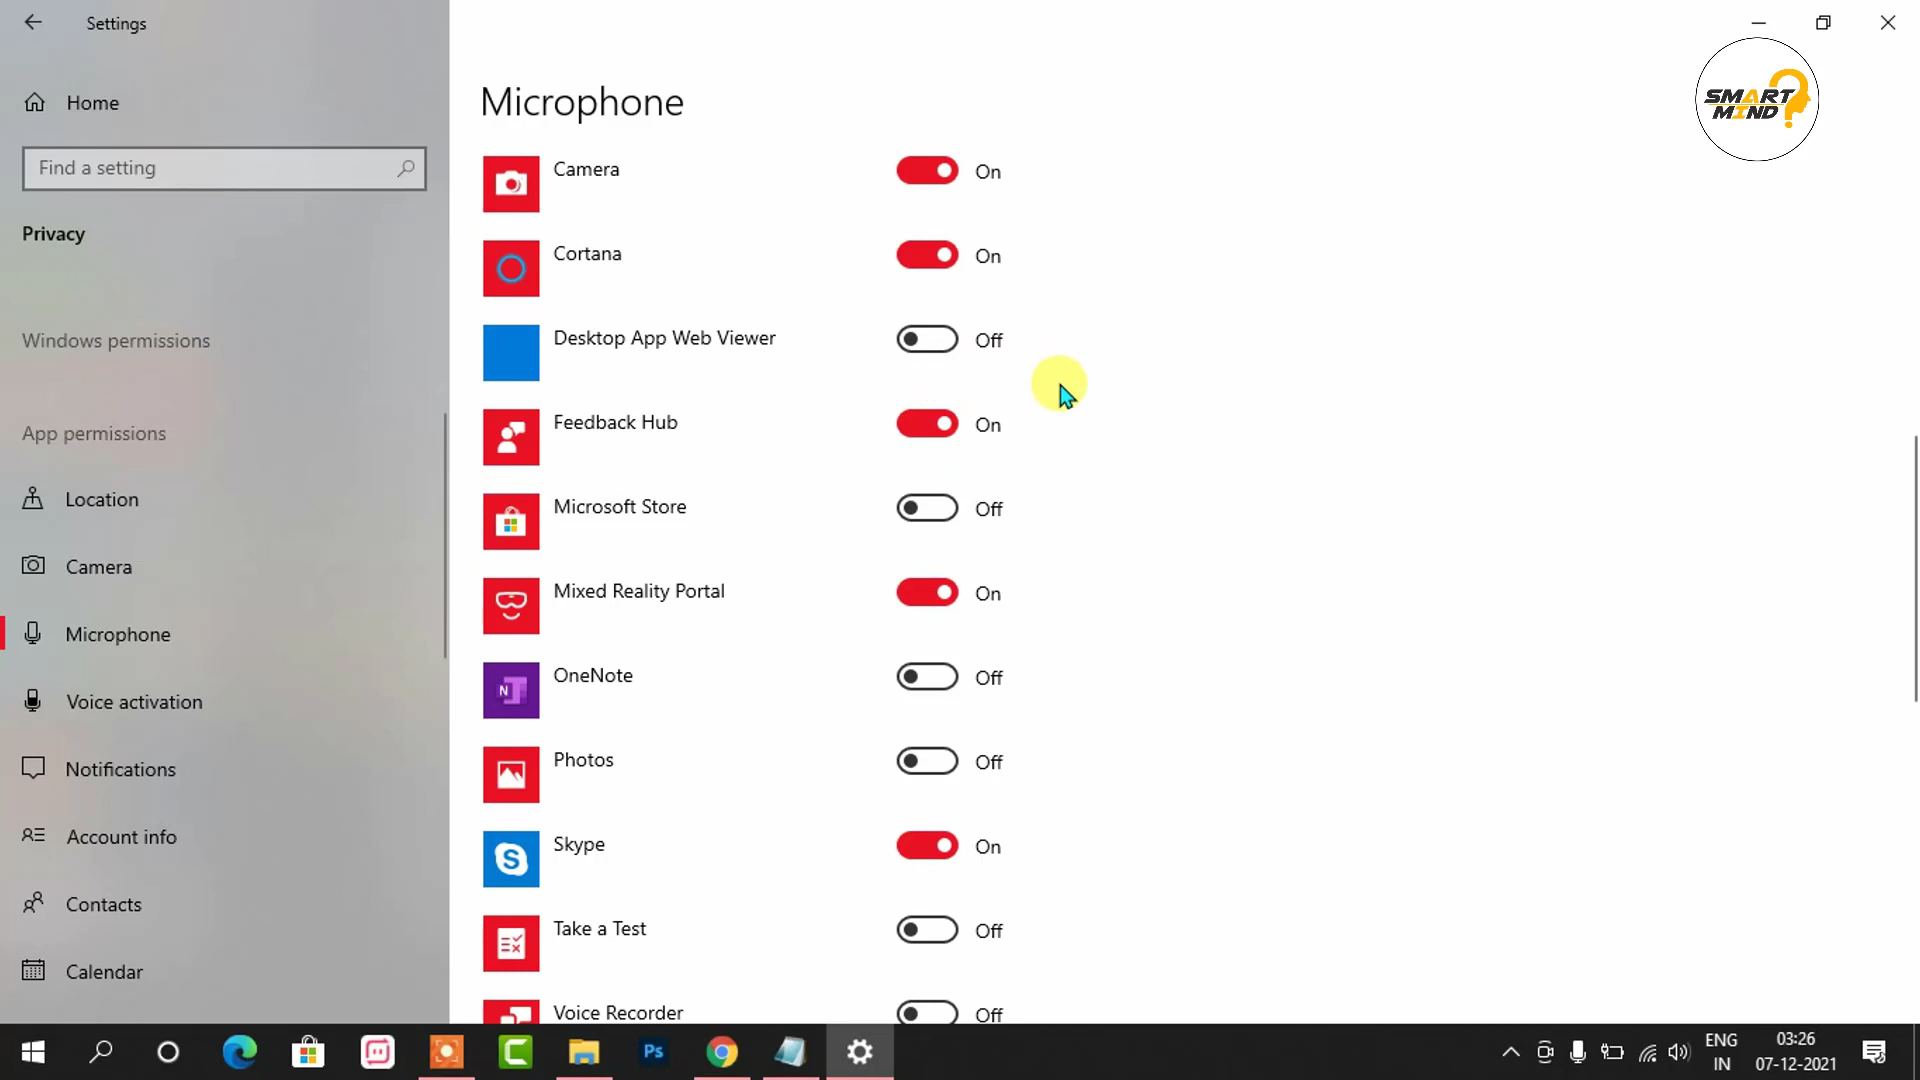 Settings
Home
Find a setting
Privacy
Windows permissions
App permissions
Location
Camera
Microphone
Voice activation
Notifications
Account info
Contacts
Calendar
Microphone
Camera On
Cortana On
Desktop App Web Viewer Off
Feedback Hub On
Microsoft Store Off
Mixed Reality Portal On
N
OneNote Off
Photos Off
S
Skype On
Take a Test Off
Voice Recorder Off
SMART
MIND
Ps
ENG
IN
03:26
07-12-2021